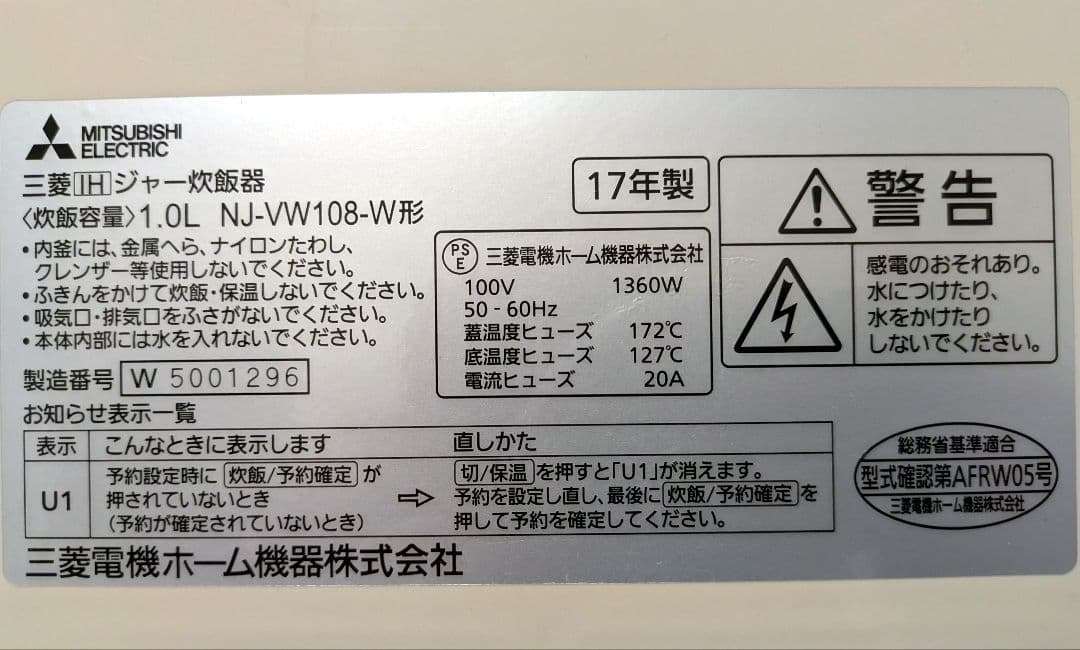 MITSUBISHI
ELECTRIC
三菱IHジャー炊飯器
〈炊飯容量〉1.0L NJ-VW108-W形
・内釜には、金属へら、ナイロンたわし、
クレンザー等使用しないでください。
・ふきんをかけて炊飯・保温しないでください。
・吸気口・排気口をふさがないでください。
・本体内部には水を入れないでください。
製造番号 W 5001296
17年製
PS
E
三菱電機ホーム機器株式会社
100V 1360W
50-60Hz
蓋温度ヒューズ 172℃
底温度ヒューズ 127℃
電流ヒューズ 20A
警告
感電のおそれあり。
水につけたり、
水をかけたり
しないでください。
お知らせ表示一覧
表示 こんなときに表示します 直しかた
U1
予約設定時に 炊飯/予約確定 が
押されていないとき
(予約が確定されていないとき)
⇨
切/保温 を押すと「U1」が消えます。
予約を設定し直し、最後に 炊飯/予約確定 を
押して予約を確定してください。
総務省基準適合
型式確認第AFRW05号
三菱電機ホーム機器株式会社
三菱電機ホーム機器株式会社